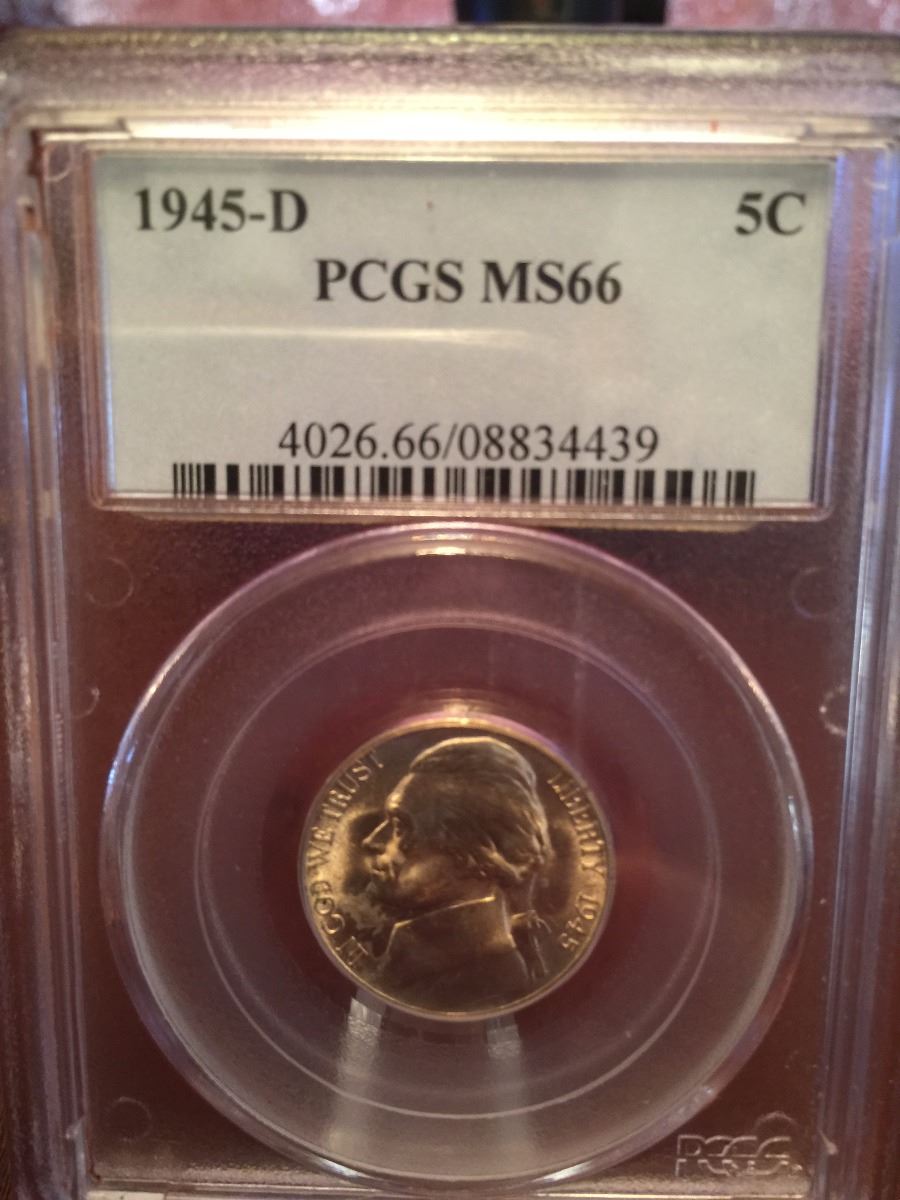 1945-D 5C
PCGS MS66
4026.66/08834439
IN GOD WE TRUST
LIBERTY 1945
PCGS